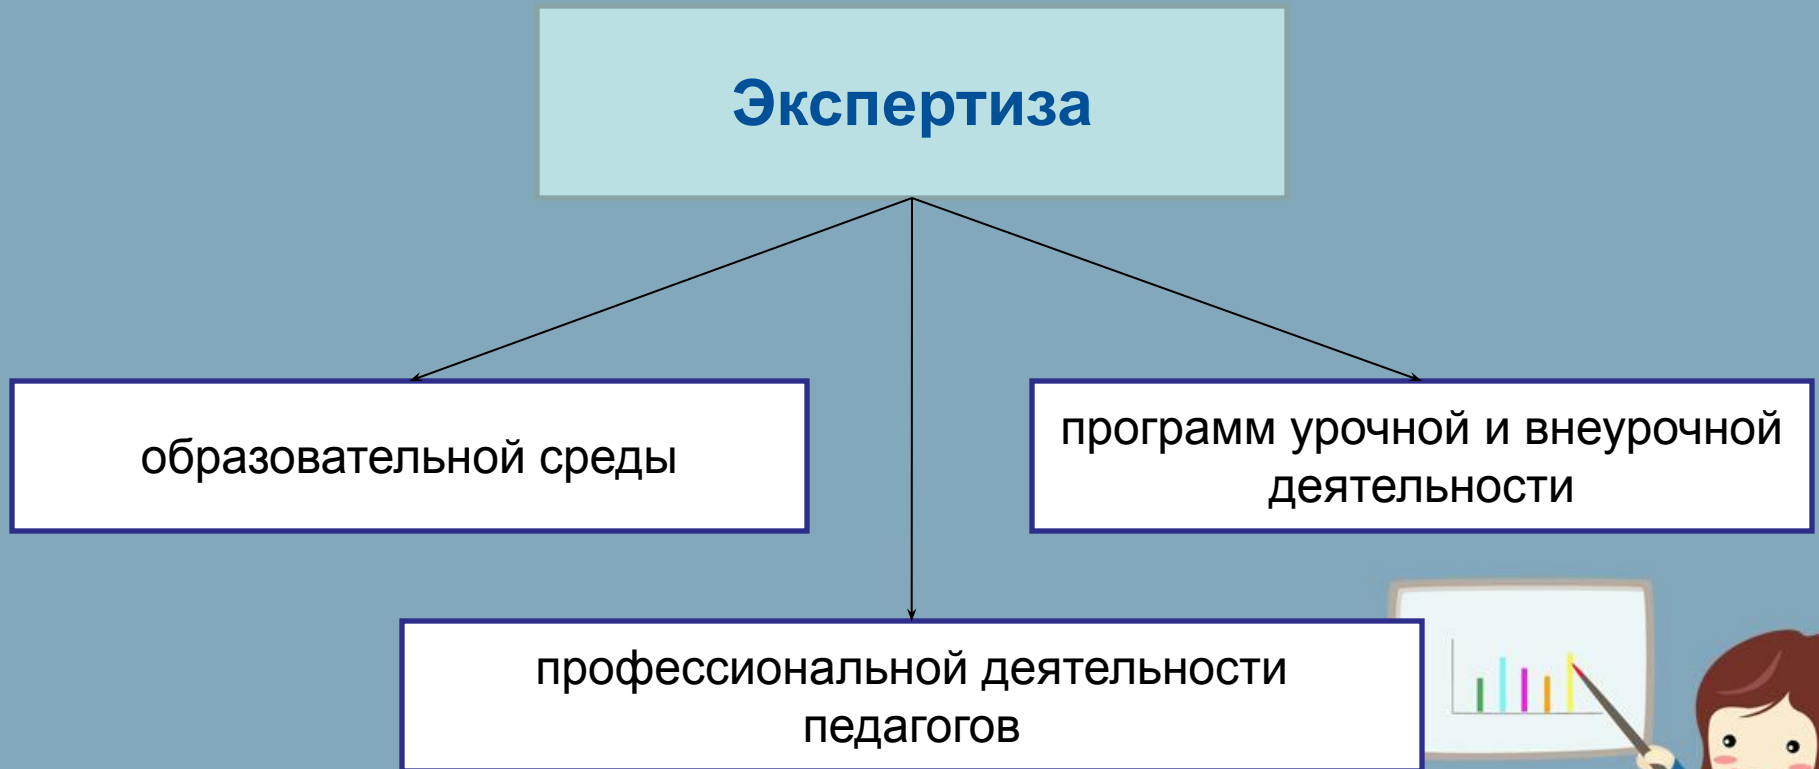 Экспертиза
образовательной среды
программ урочной и внеурочной
деятельности
профессиональной деятельности
педагогов